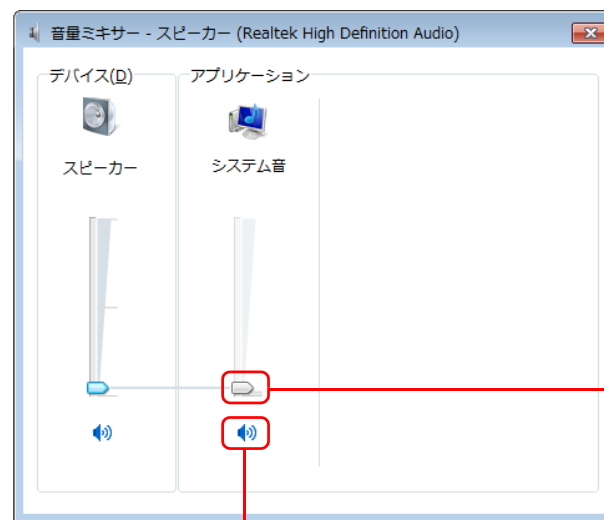 音量ミキサー - スピーカー (Realtek High Definition Audio)
デバイス(D)
アプリケーション
スピーカー
システム音